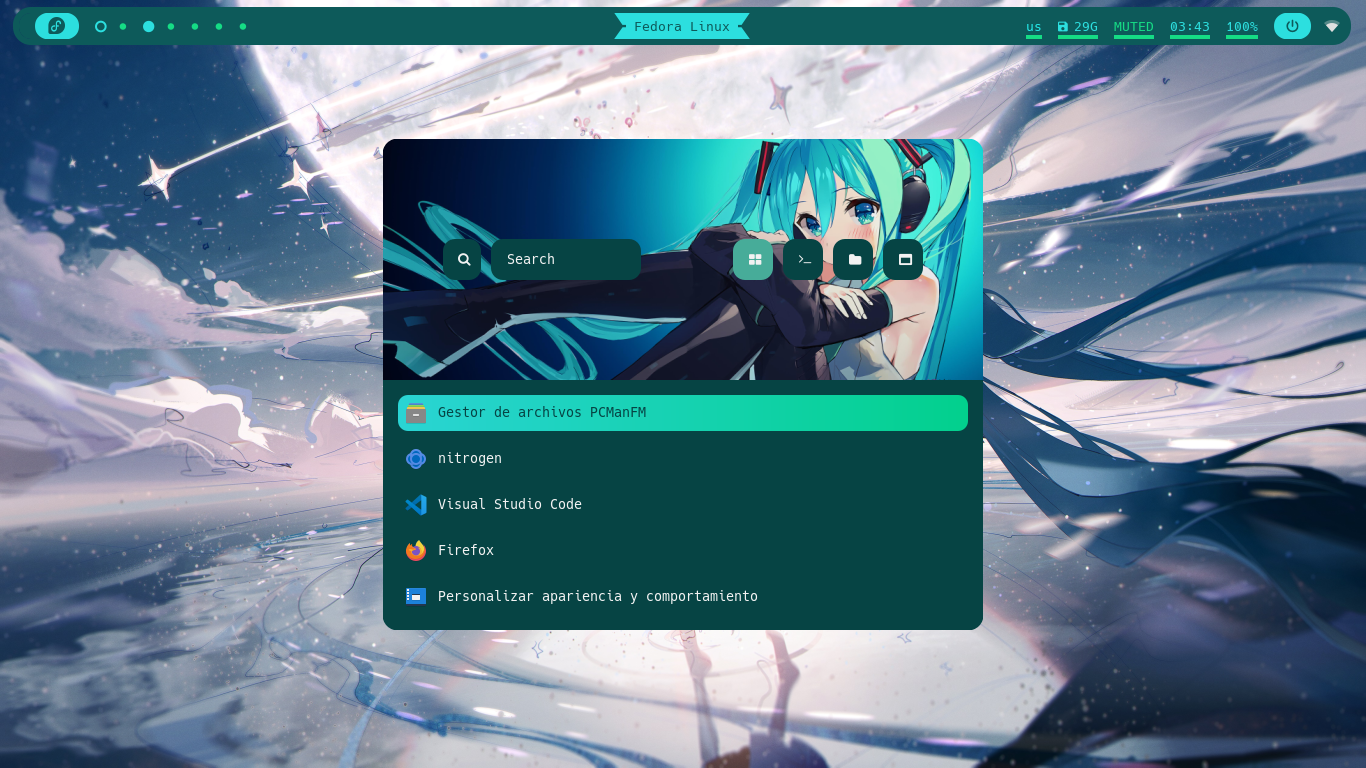 Fedora Linux
us 29G MUTED 03:43 100%
Search
Gestor de archivos PCManFM
nitrogen
Visual Studio Code
Firefox
Personalizar apariencia y comportamiento